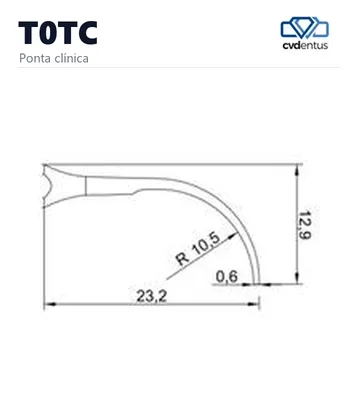 T0TC
Ponta clínica
cvdentus
R 10,5
12,9
0,6
23,2